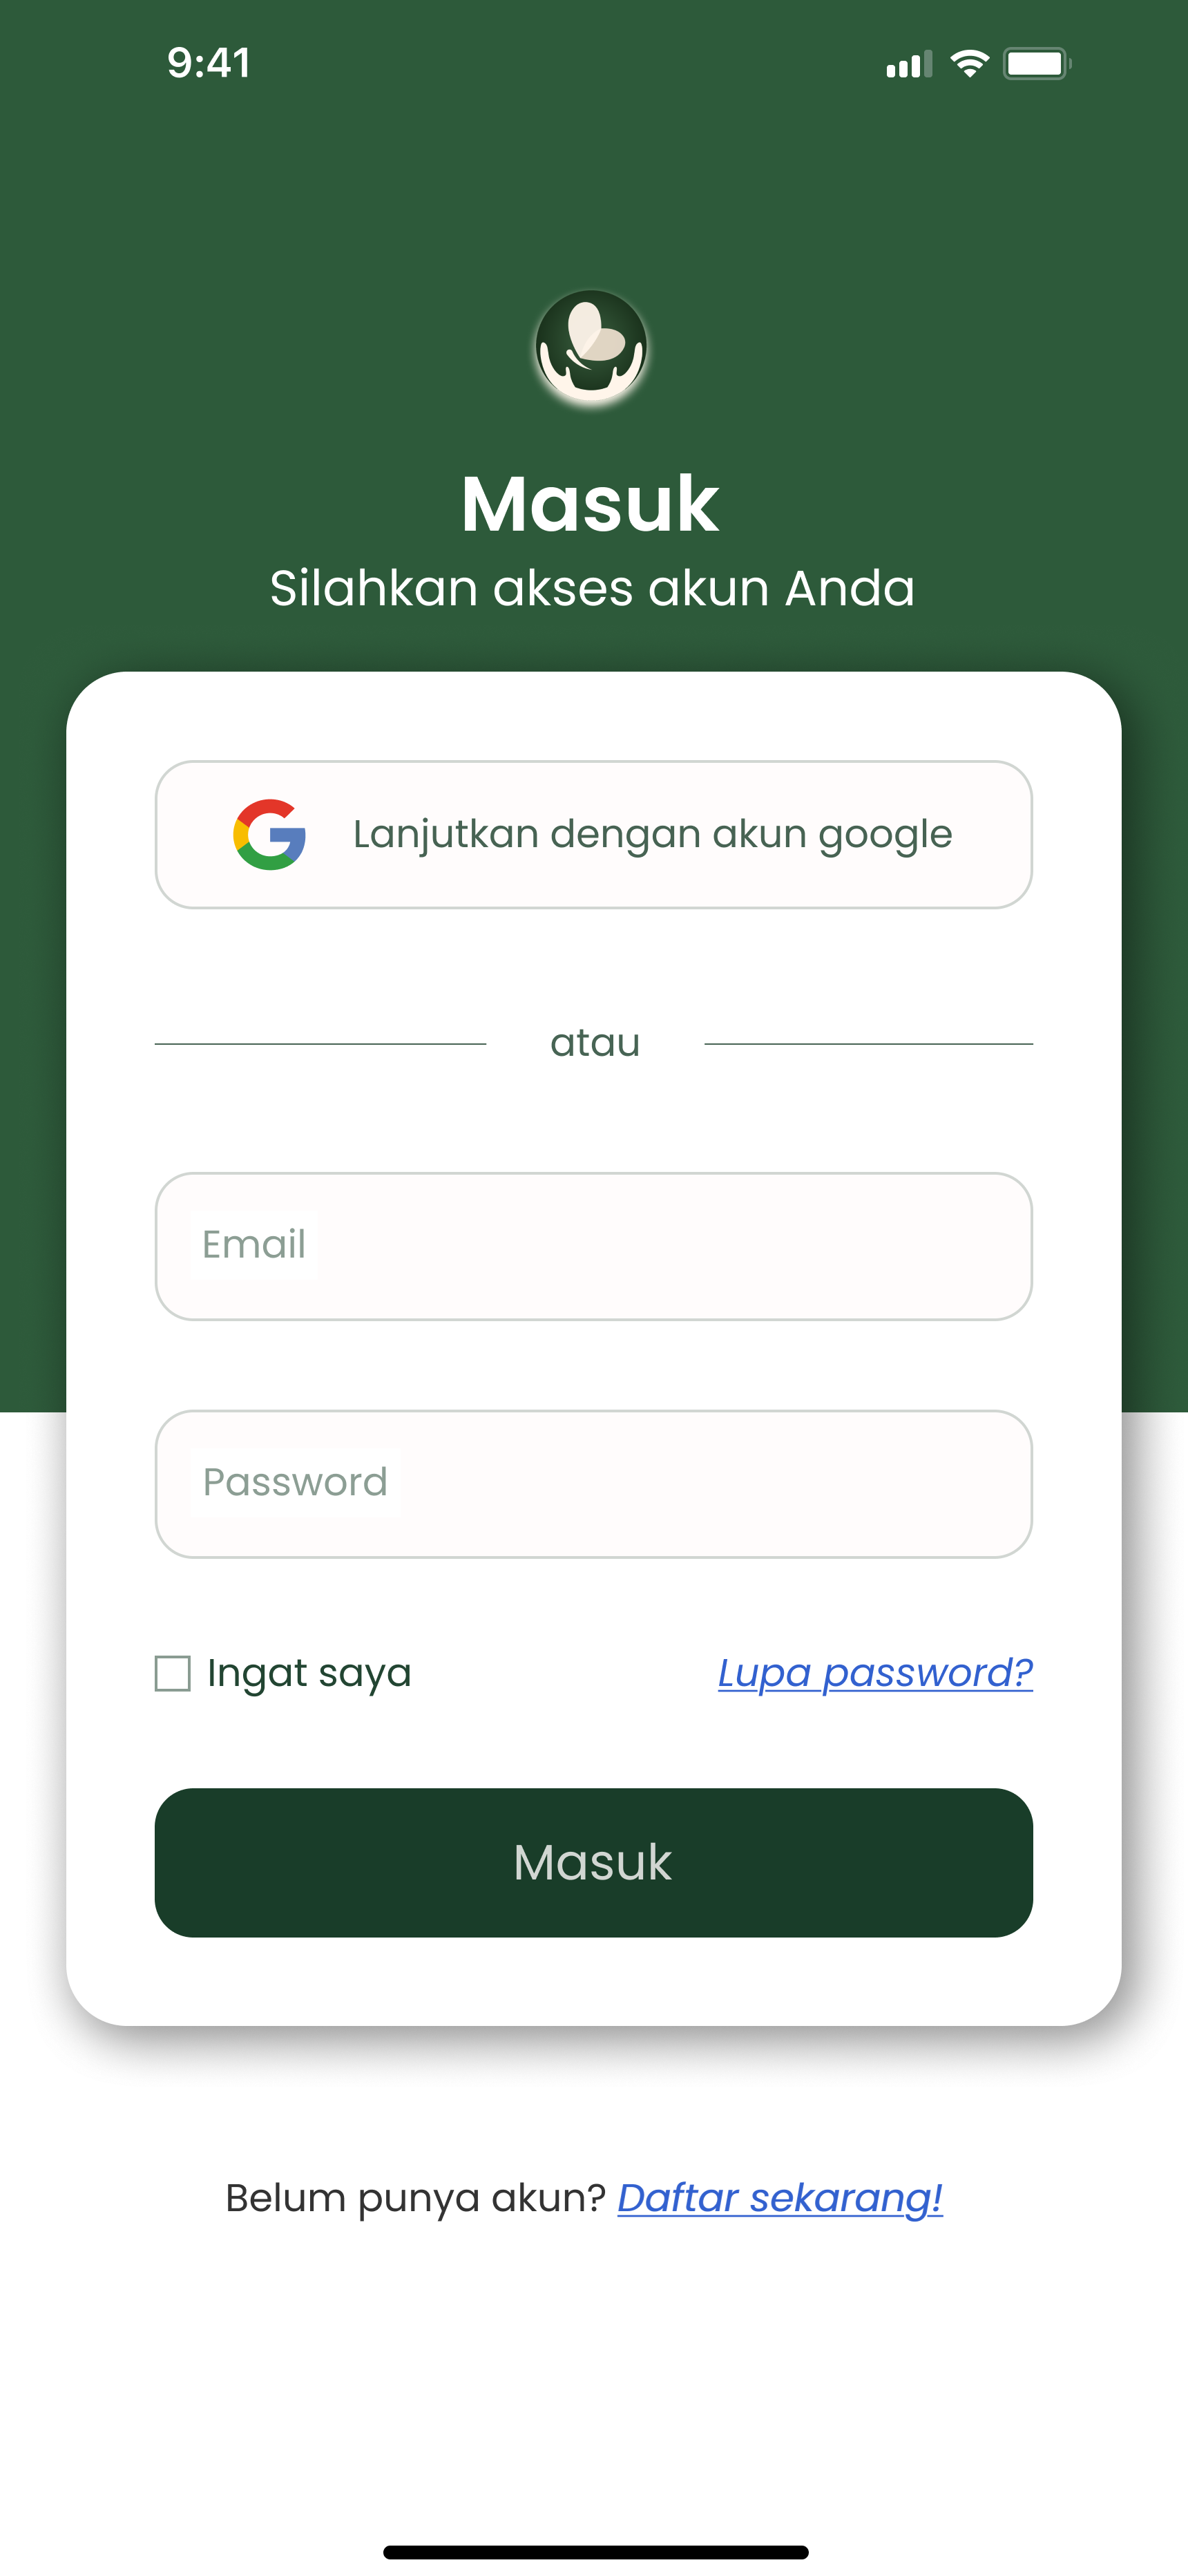 9:41
Masuk
Silahkan akses akun Anda
Lanjutkan dengan akun google
atau
Email
Password
Ingat saya
Lupa password?
Masuk
Belum punya akun? Daftar sekarang!